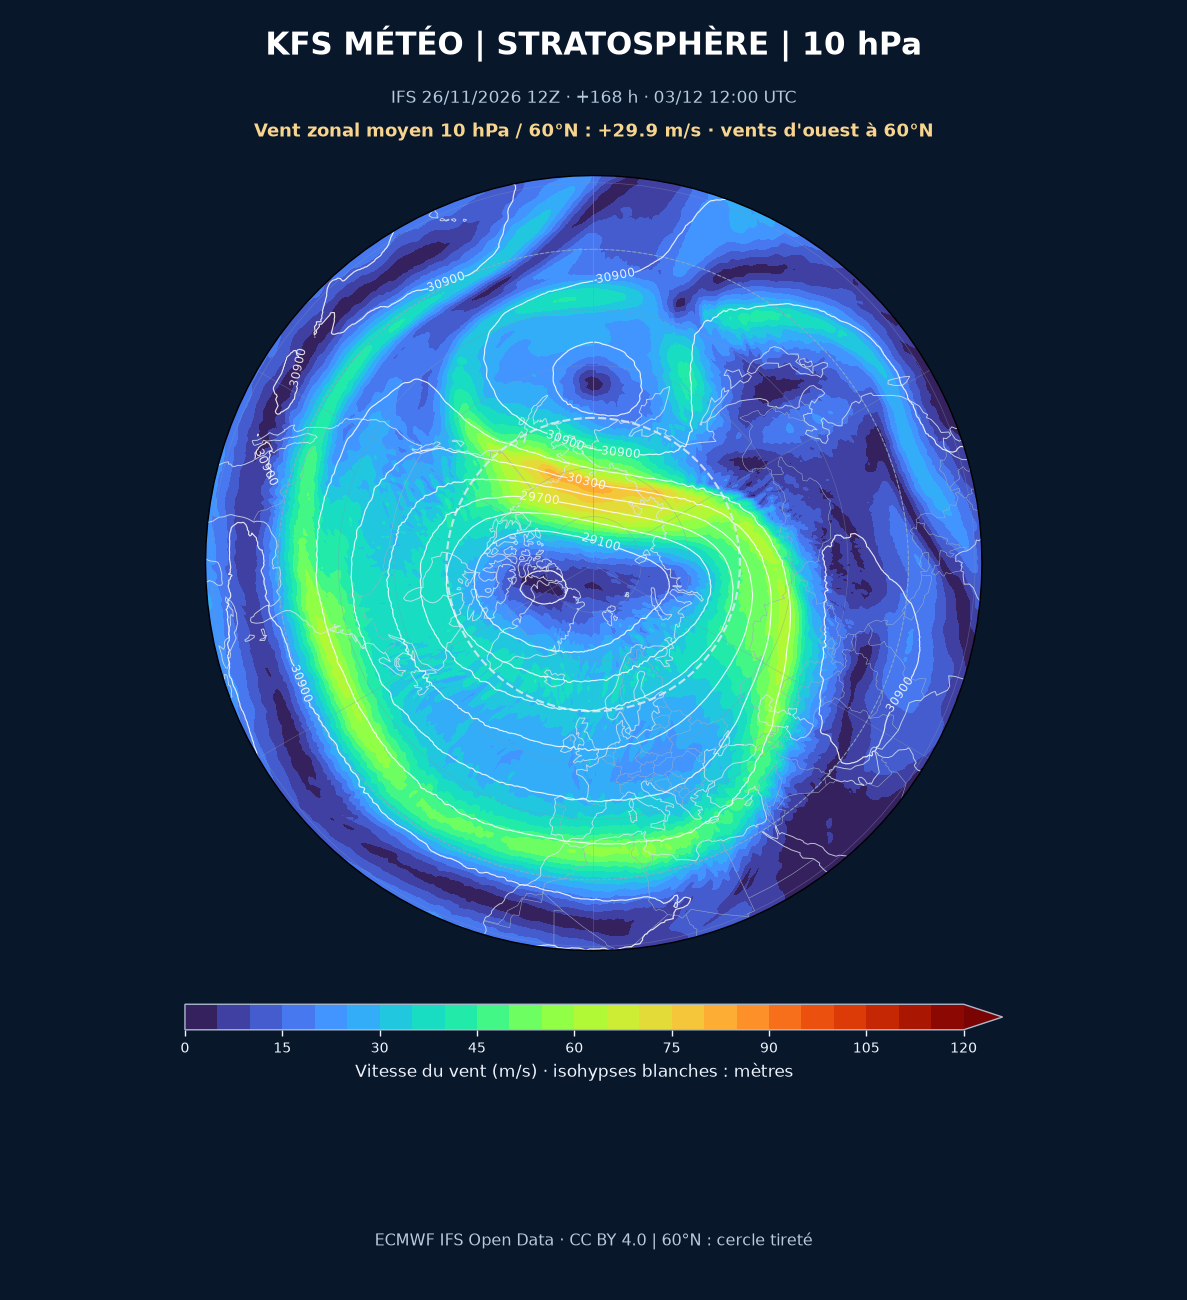 KFS MÉTÉO | STRATOSPHÈRE | 10 hPa
IFS 26/11/2026 12Z · +168 h · 03/12 12:00 UTC
Vent zonal moyen 10 hPa / 60°N : +29.9 m/s · vents d'ouest à 60°N
30900
30900
30900
30900
30900
30900
30300
29700
29100
30900
30900
0 15 30 45 60 75 90 105 120
Vitesse du vent (m/s) · isohypses blanches : mètres
ECMWF IFS Open Data · CC BY 4.0 | 60°N : cercle tireté